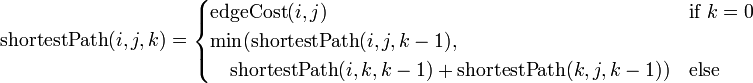 shortestPath(i, j, k) = { edgeCost(i, j) if k = 0
min(shortestPath(i, j, k − 1),
shortestPath(i, k, k − 1) + shortestPath(k, j, k − 1)) else